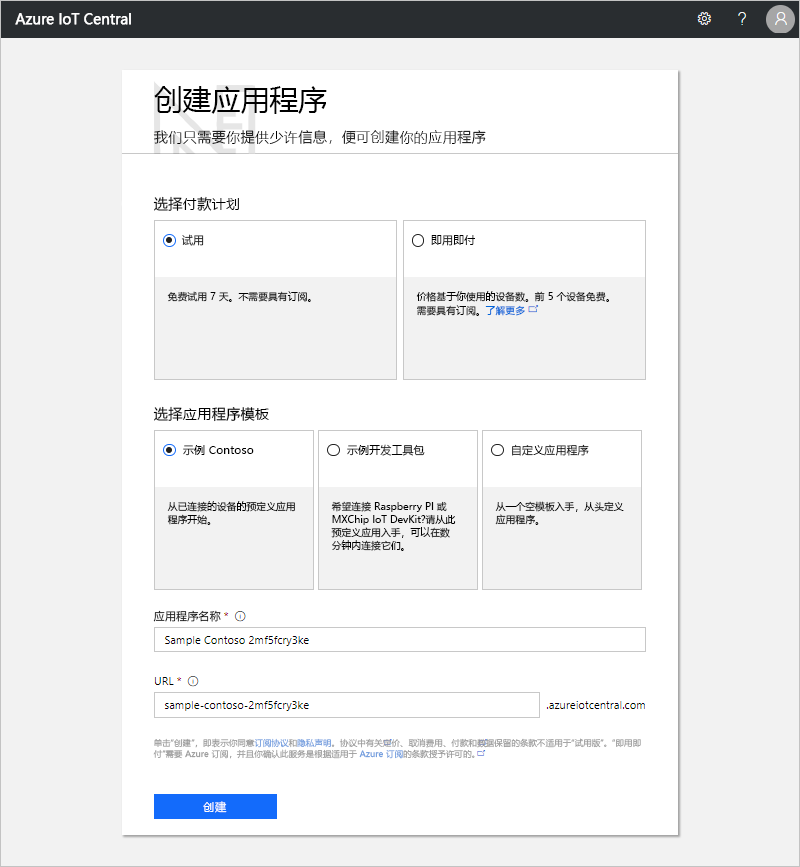 Azure IoT Central
?
创建应用程序
我们只需要你提供少许信息，便可创建你的应用程序
选择付款计划
试用
即用即付
免费试用 7 天。不需要具有订阅。
价格基于你使用的设备数。前 5 个设备免费。
需要具有订阅。了解更多
选择应用程序模板
示例 Contoso
示例开发工具包
自定义应用程序
从已连接的设备的预定义应用
程序开始。
希望连接 Raspberry PI 或
MXChip IoT DevKit?请从此
预定义应用入手，可以在数
分钟内连接它们。
从一个空模板入手，从头定义
应用程序。
应用程序名称 *
Sample Contoso 2mf5fcry3ke
URL *
sample-contoso-2mf5fcry3ke
.azureiotcentral.com
单击"创建"，即表示你同意订阅协议和隐私声明。协议中有关定价、取消费用、付款和数据保留的条款不适用于"试用版"。"即用即
付"需要 Azure 订阅，并且你确认此服务是根据适用于 Azure 订阅的条款授予许可的。
创建